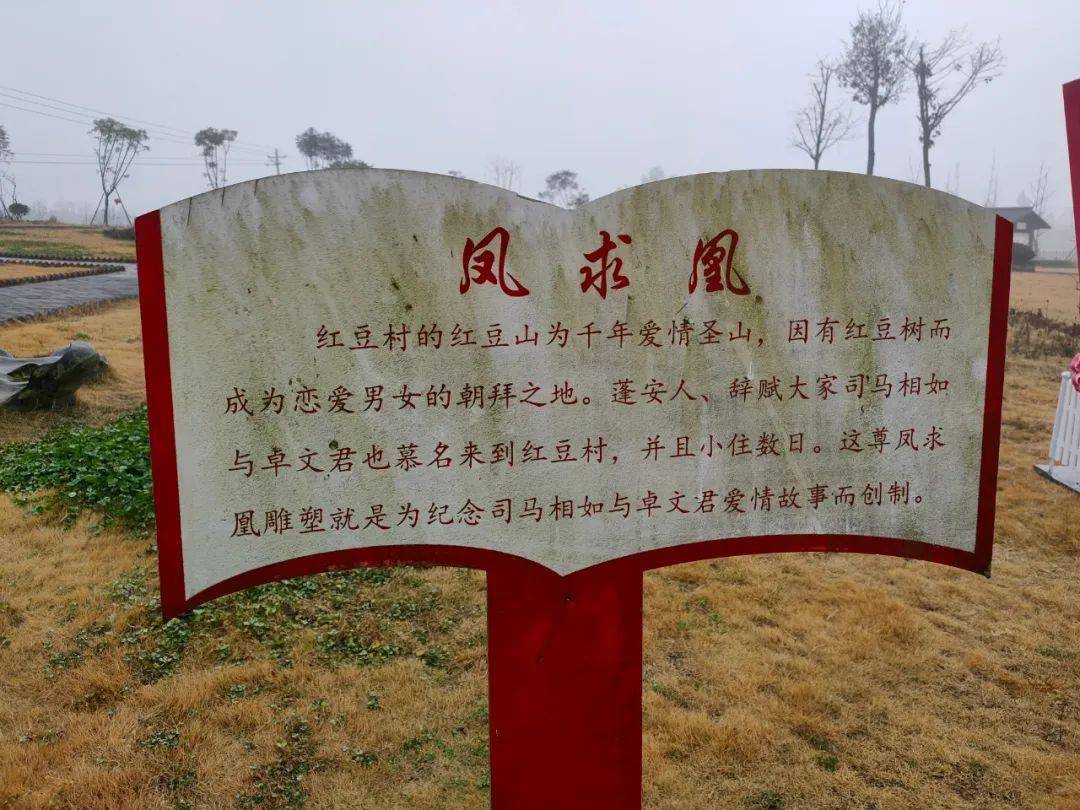 凤求凰
红豆村的红豆山为千年爱情圣山，因有红豆树而
成为恋爱男女的朝拜之地。蓬安人、辞赋大家司马相如
与卓文君也慕名来到红豆村，并且小住数日。这尊凤求
凰雕塑就是为纪念司马相如与卓文君爱情故事而创制。